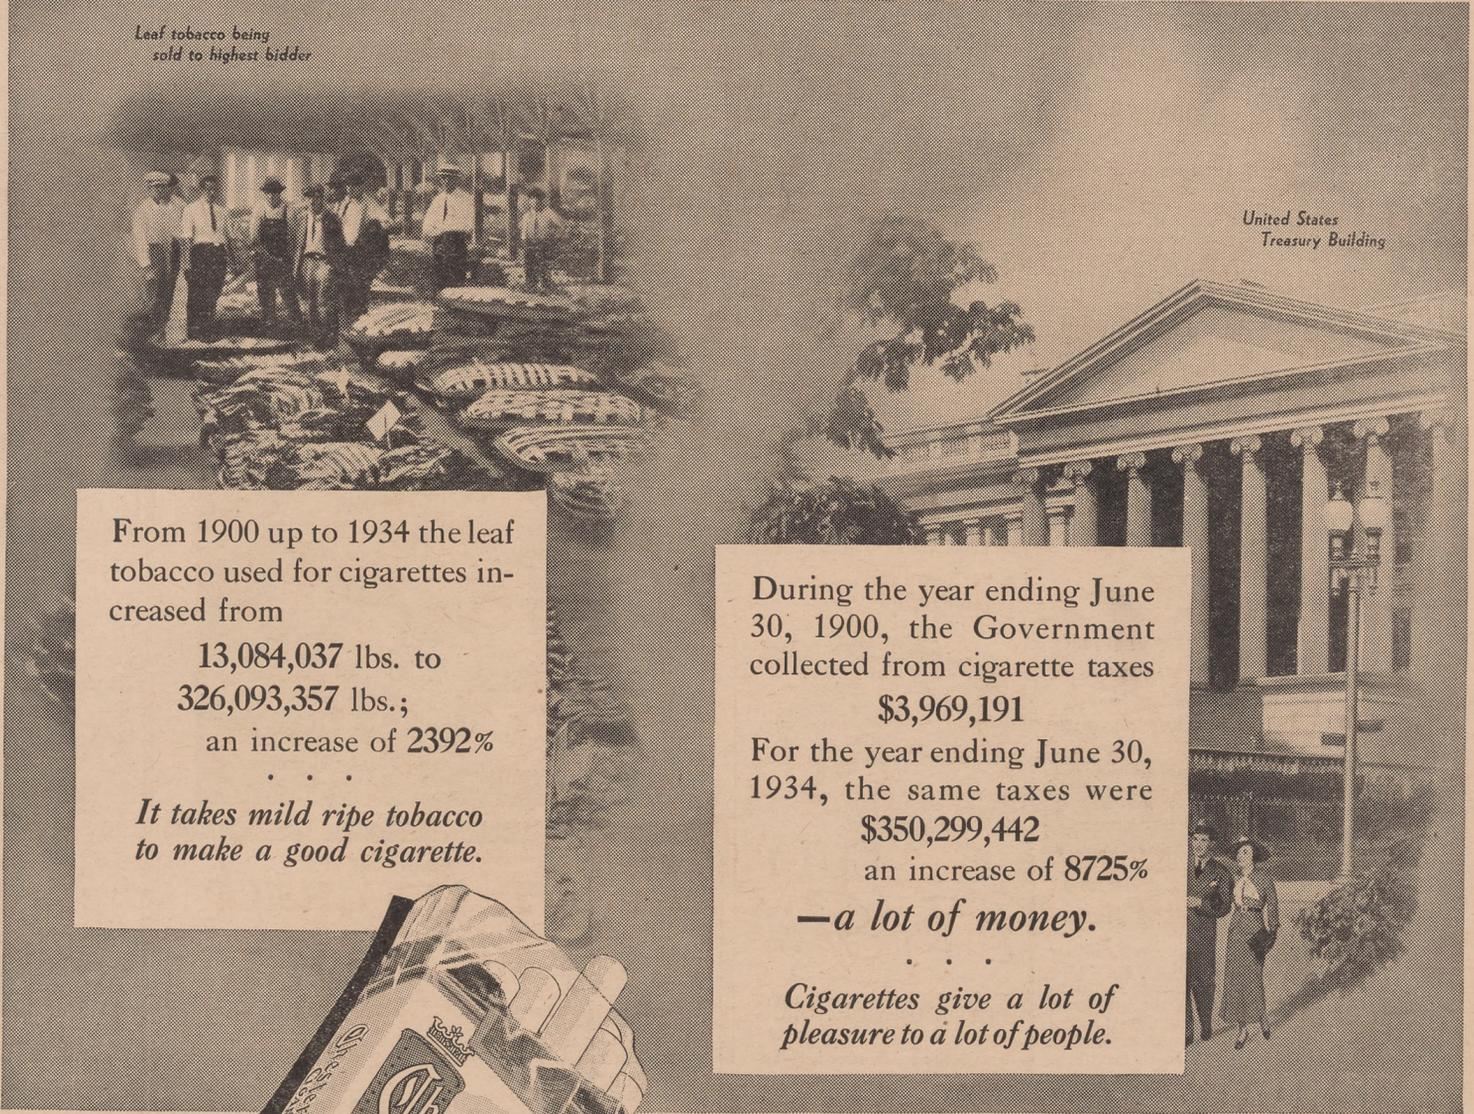 Leaf tobacco being
sold to highest bidder
United States
Treasury Building
From 1900 up to 1934 the leaf
tobacco used for cigarettes in-
creased from
13,084,037 lbs. to
326,093,357 lbs.;
an increase of 2392%
. . .
It takes mild ripe tobacco
to make a good cigarette.
During the year ending June
30, 1900, the Government
collected from cigarette taxes
$3,969,191
For the year ending June 30,
1934, the same taxes were
$350,299,442
an increase of 8725%
—a lot of money.
. . .
Cigarettes give a lot of
pleasure to a lot of people.